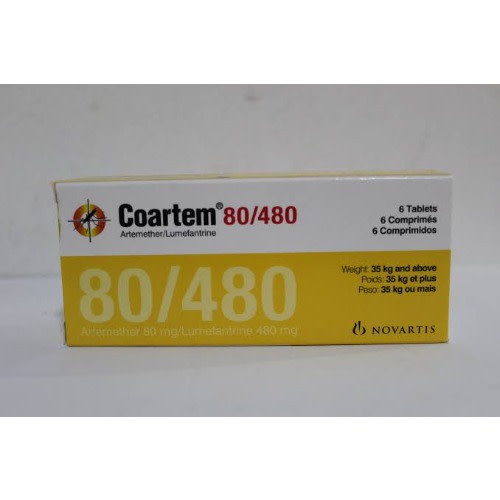 Coartem® 80/480
Artemether/Lumefantrine
6 Tablets
6 Comprimés
6 Comprimidos
80/480
Artemether 80 mg/Lumefantrine 480 mg
Weight: 35 kg and above
Poids: 35 kg et plus
Peso: 35 kg ou mais
NOVARTIS